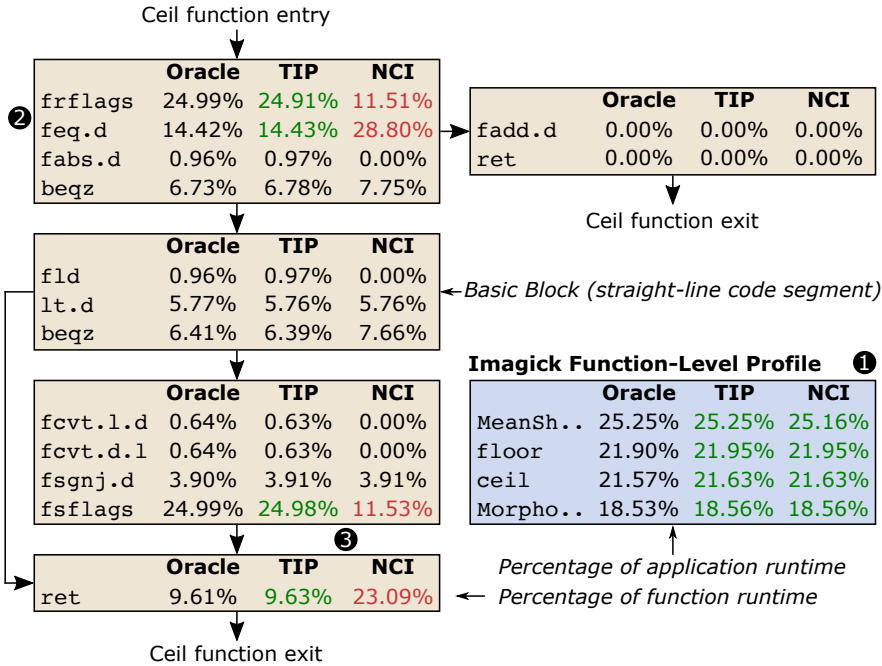 Ceil function entry
Oracle TIP NCI
❷
frflags 24.99% 24.91% 11.51%
feq.d 14.42% 14.43% 28.80%
fabs.d 0.96% 0.97% 0.00%
beqz 6.73% 6.78% 7.75%
Oracle TIP NCI
fadd.d 0.00% 0.00% 0.00%
ret 0.00% 0.00% 0.00%
Ceil function exit
Oracle TIP NCI
fld 0.96% 0.97% 0.00%
lt.d 5.77% 5.76% 5.76%
beqz 6.41% 6.39% 7.66%
Basic Block (straight-line code segment)
Oracle TIP NCI
fcvt.l.d 0.64% 0.63% 0.00%
fcvt.d.l 0.64% 0.63% 0.00%
fsgnj.d 3.90% 3.91% 3.91%
fsflags 24.99% 24.98% 11.53%
Imagick Function-Level Profile ❶
Oracle TIP NCI
MeanSh.. 25.25% 25.25% 25.16%
floor 21.90% 21.95% 21.95%
ceil 21.57% 21.63% 21.63%
Morpho.. 18.53% 18.56% 18.56%
Percentage of application runtime
❸
Oracle TIP NCI
ret 9.61% 9.63% 23.09%
Percentage of function runtime
Ceil function exit